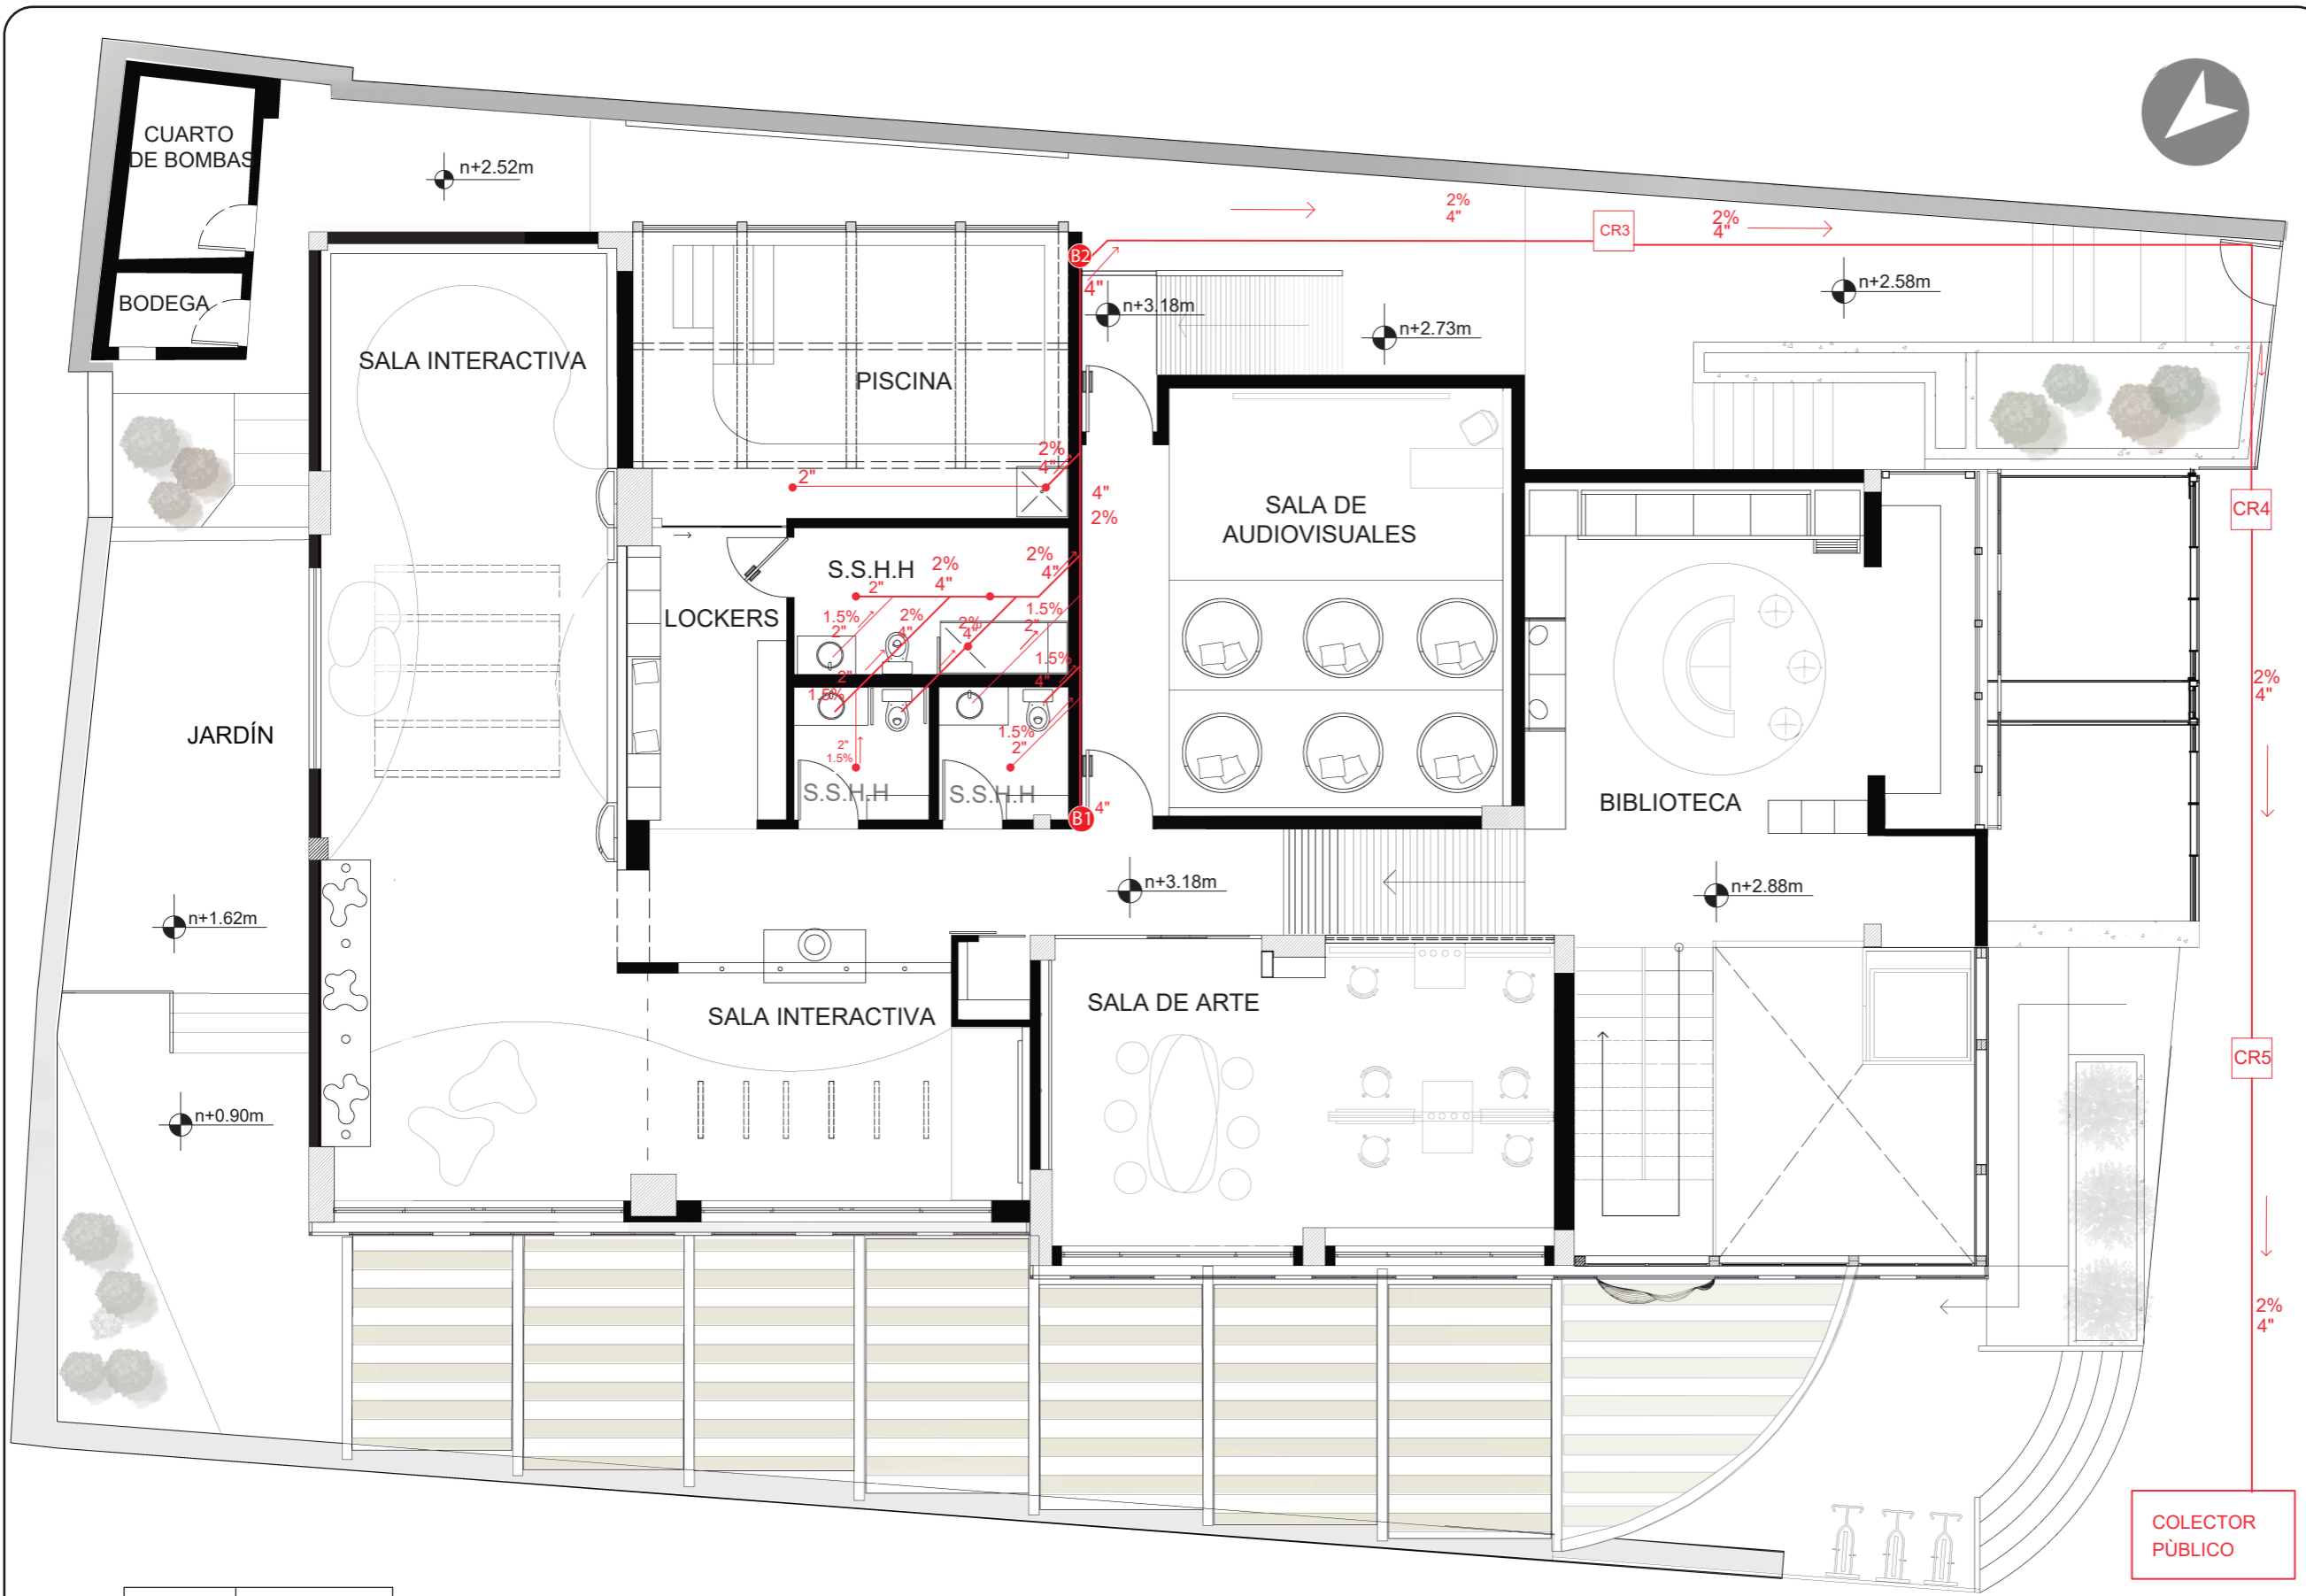 CUARTO
DE BOMBAS
n+2.52m
2%
4"
CR3
2%
4"
BODEGA
B2
4"
n+3.18m
n+2.73m
n+2.58m
SALA INTERACTIVA
PISCINA
2%
4"
2"
4"
2%
SALA DE
AUDIOVISUALES
CR4
S.S.H.H
2%
4"
2%
4"
2"
LOCKERS
1.5%
2"
2%
4"
2%
4"
1.5%
2"
1.5%
4"
2"
1.5%
2%
4"
JARDÍN
1.5%
2"
2"
1.5%
S.S.H.H
S.S.H.H
B1
4"
BIBLIOTECA
n+3.18m
n+2.88m
n+1.62m
SALA INTERACTIVA
SALA DE ARTE
CR5
n+0.90m
2%
4"
COLECTOR
PÙBLICO